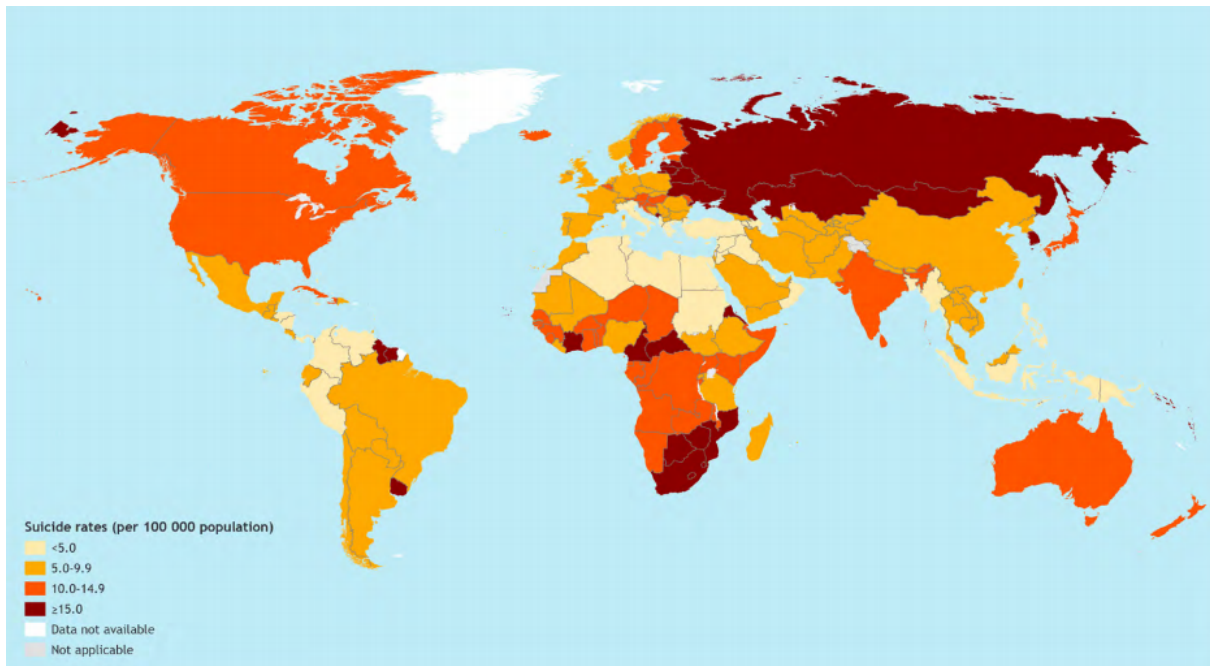 Suicide rates (per 100 000 population)
<5.0
5.0-9.9
10.0-14.9
≥15.0
Data not available
Not applicable